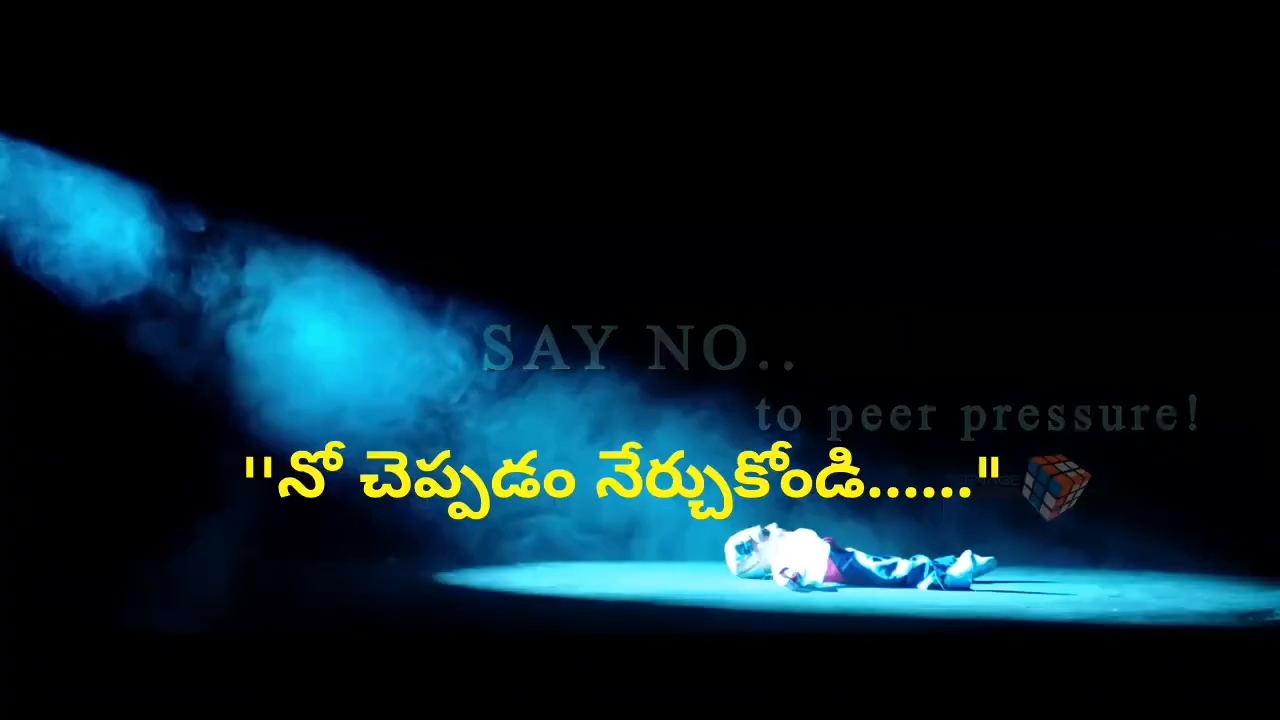 SAY NO..
to peer pressure!
''నో చెప్పడం నేర్చుకోండి......"